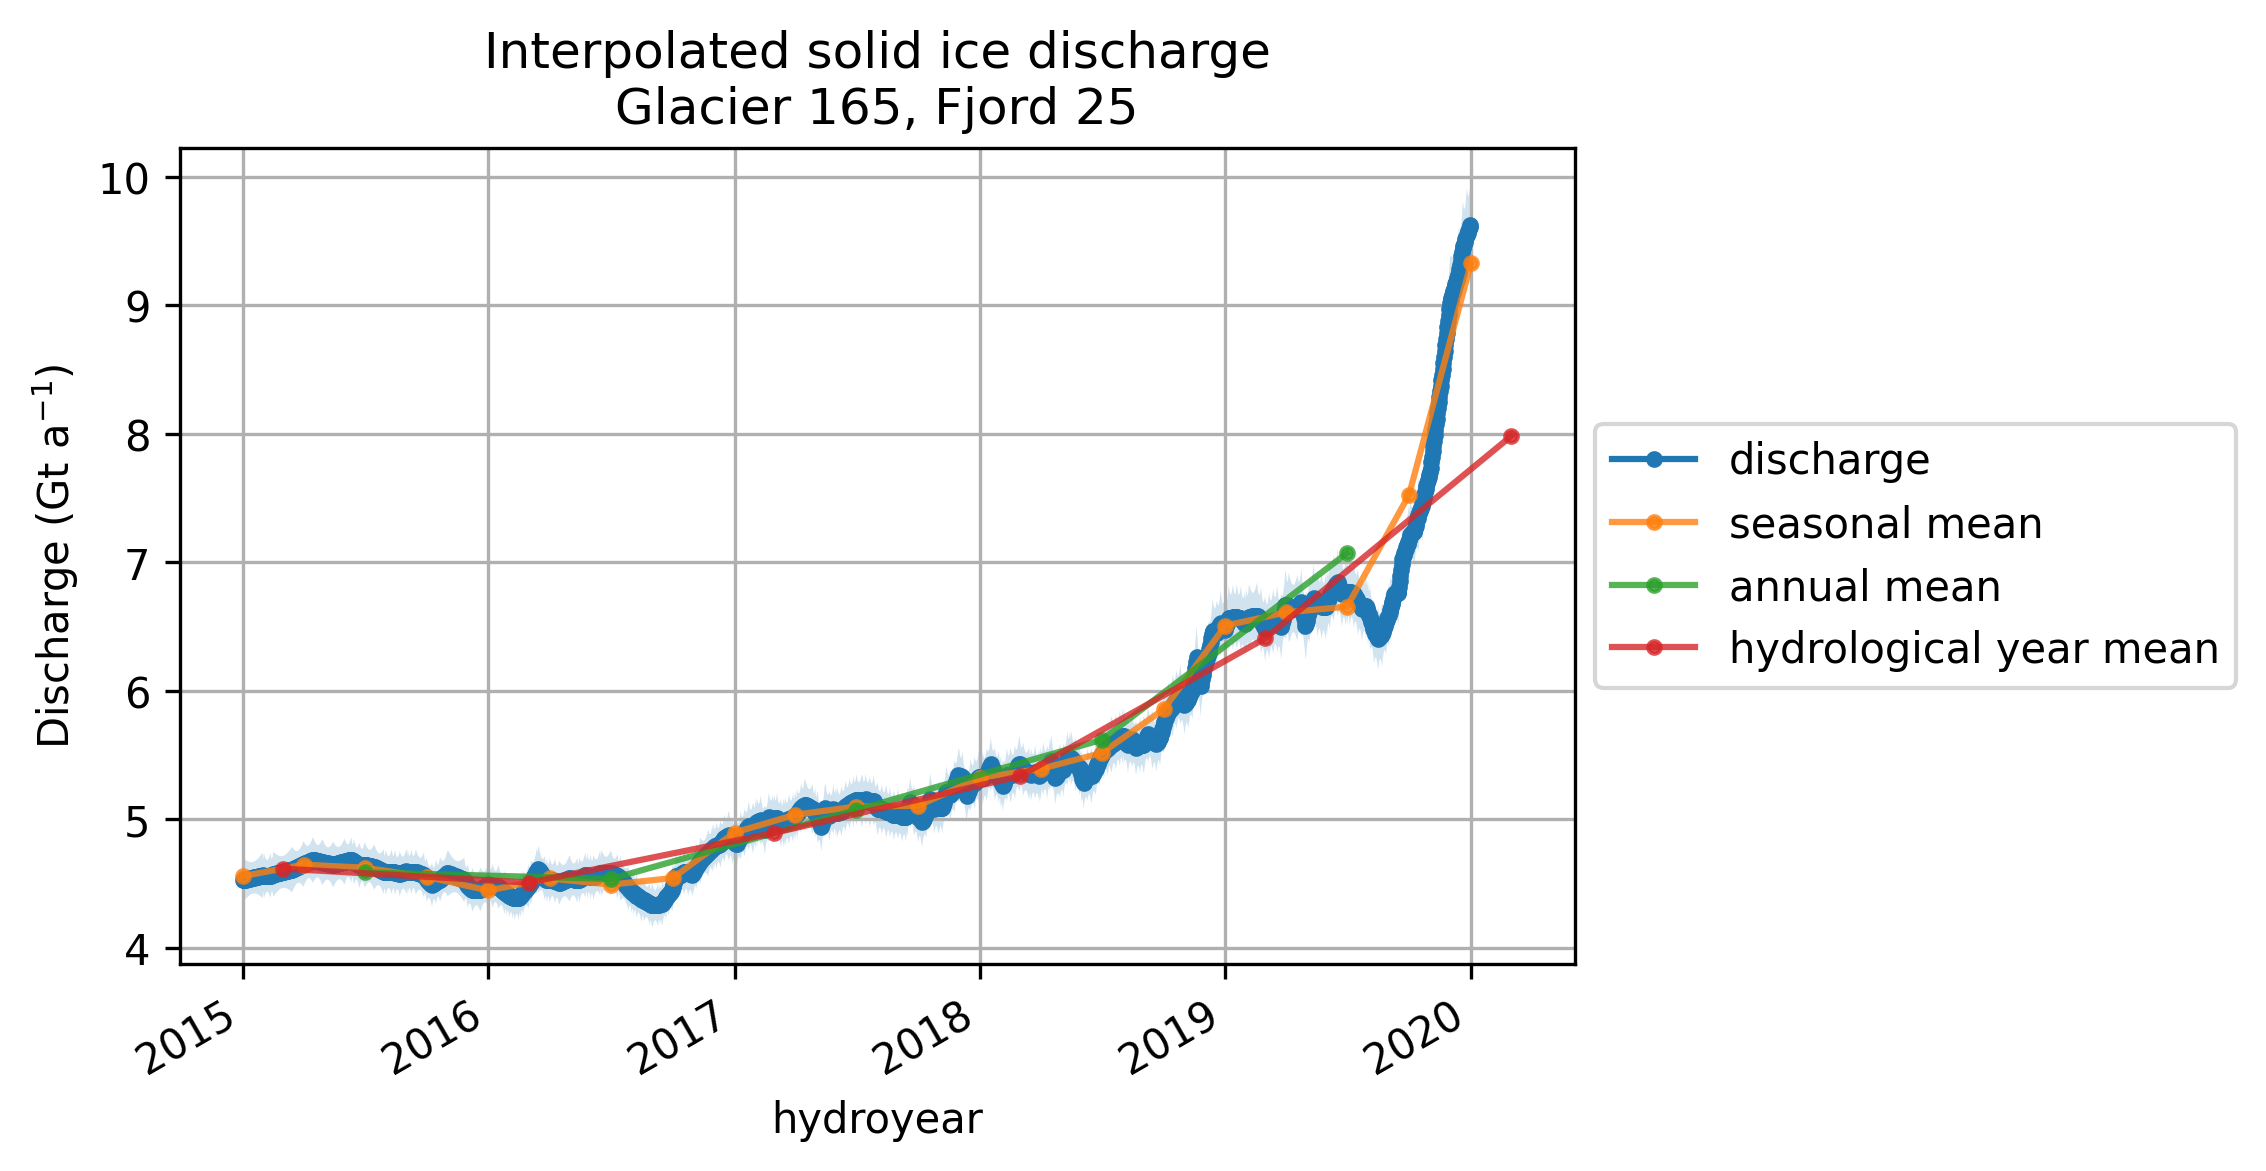 Interpolated solid ice discharge
Glacier 165, Fjord 25
Discharge (Gt a⁻¹)
10
9
8
7
6
5
4
2015
2016
2017
2018
2019
2020
hydroyear
discharge
seasonal mean
annual mean
hydrological year mean